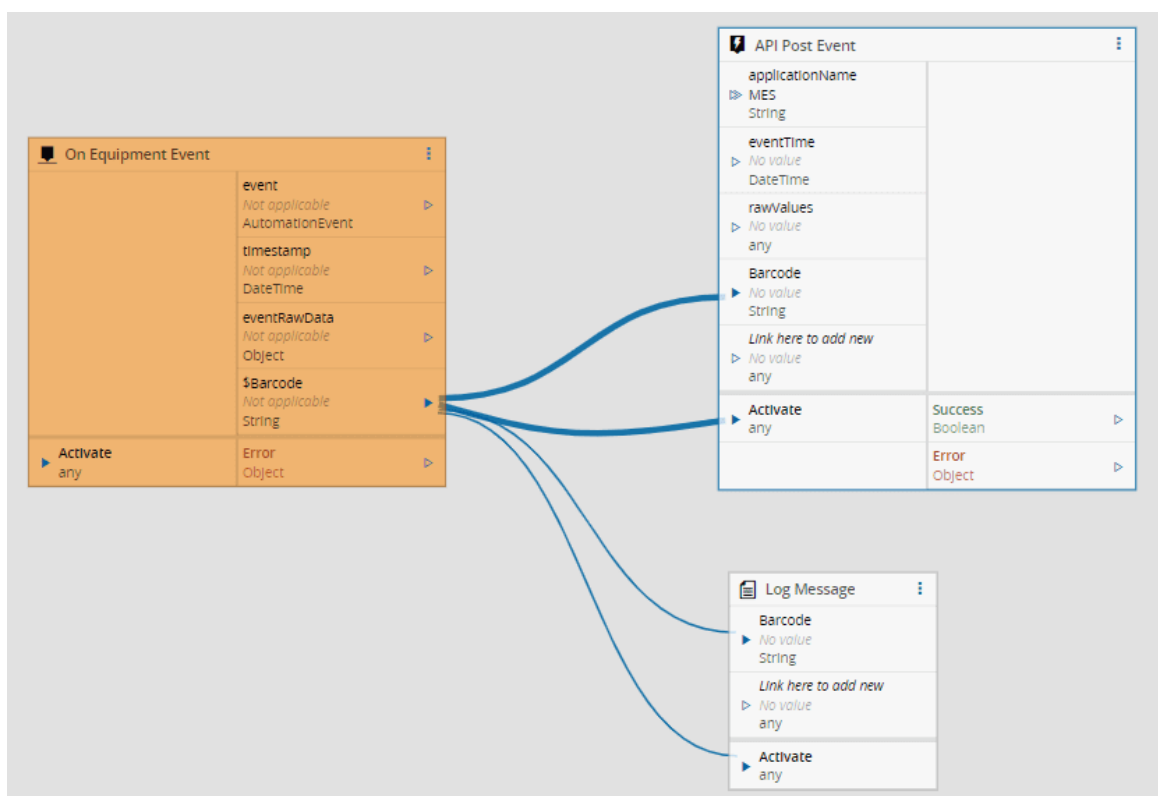 On Equipment Event
event
Not applicable
AutomationEvent
timestamp
Not applicable
DateTime
eventRawData
Not applicable
Object
$Barcode
Not applicable
String
Activate
any
Error
Object
API Post Event
applicationName
MES
String
eventTime
No value
DateTime
rawValues
No value
any
Barcode
No value
String
Link here to add new
No value
any
Activate
any
Success
Boolean
Error
Object
Log Message
Barcode
No value
String
Link here to add new
No value
any
Activate
any